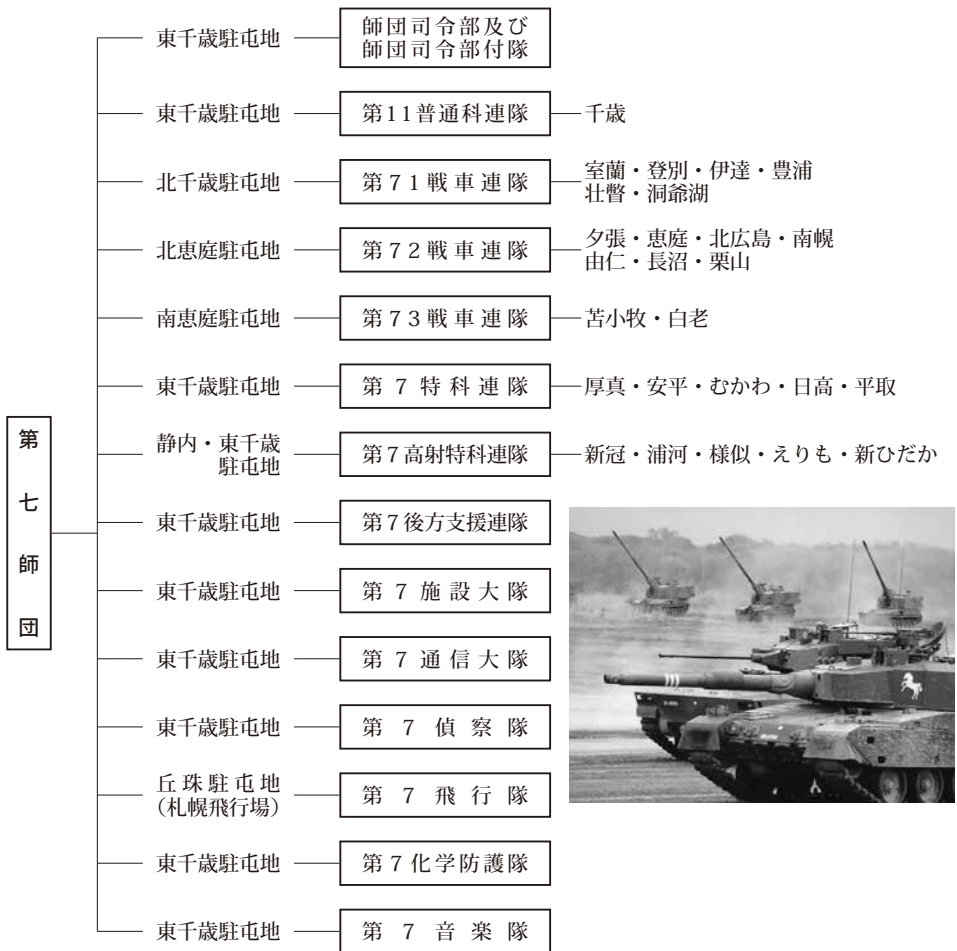 第七師団
東千歳駐屯地
師団司令部及び
師団司令部付隊
東千歳駐屯地
第11普通科連隊
千歳
北千歳駐屯地
第71戦車連隊
室蘭・登別・伊達・豊浦
壮瞥・洞爺湖
北恵庭駐屯地
第72戦車連隊
夕張・恵庭・北広島・南幌
由仁・長沼・栗山
南恵庭駐屯地
第73戦車連隊
苫小牧・白老
東千歳駐屯地
第7特科連隊
厚真・安平・むかわ・日高・平取
静内・東千歳
駐屯地
第7高射特科連隊
新冠・浦河・様似・えりも・新ひだか
東千歳駐屯地
第7後方支援連隊
東千歳駐屯地
第7施設大隊
東千歳駐屯地
第7通信大隊
東千歳駐屯地
第7偵察隊
丘珠駐屯地
(札幌飛行場)
第7飛行隊
東千歳駐屯地
第7化学防護隊
東千歳駐屯地
第7音楽隊